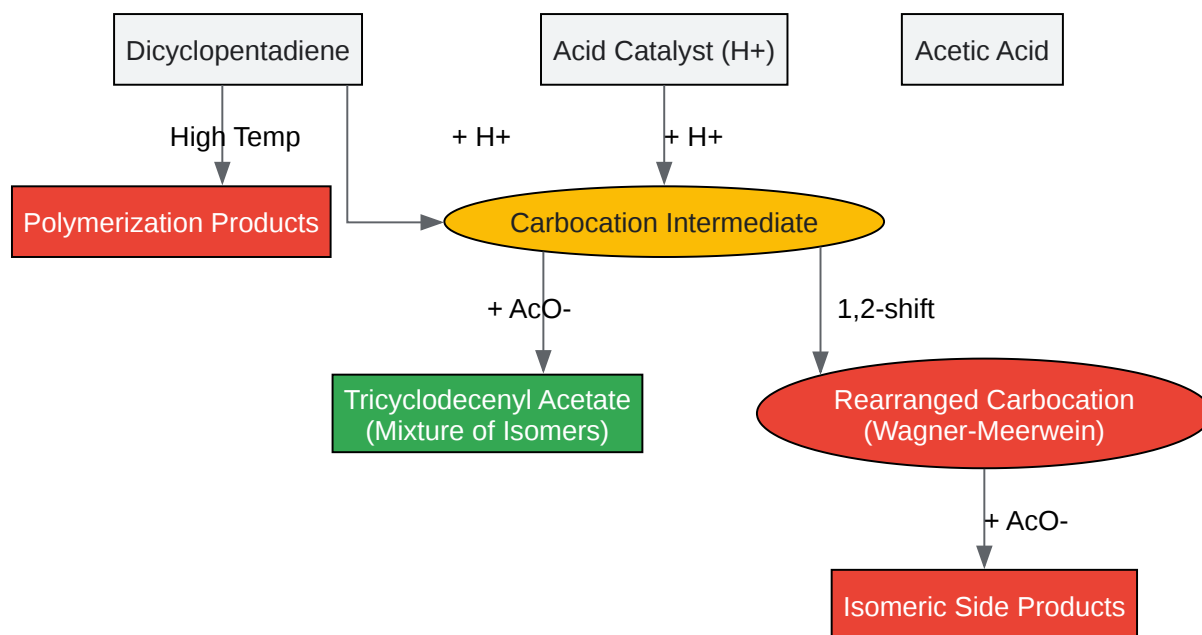 Dicyclopentadiene
Acid Catalyst (H+)
Acetic Acid
High Temp
+ H+
+ H+
Polymerization Products
Carbocation Intermediate
+ AcO-
1,2-shift
Tricyclodecenyl Acetate
(Mixture of Isomers)
Rearranged Carbocation
(Wagner-Meerwein)
+ AcO-
Isomeric Side Products